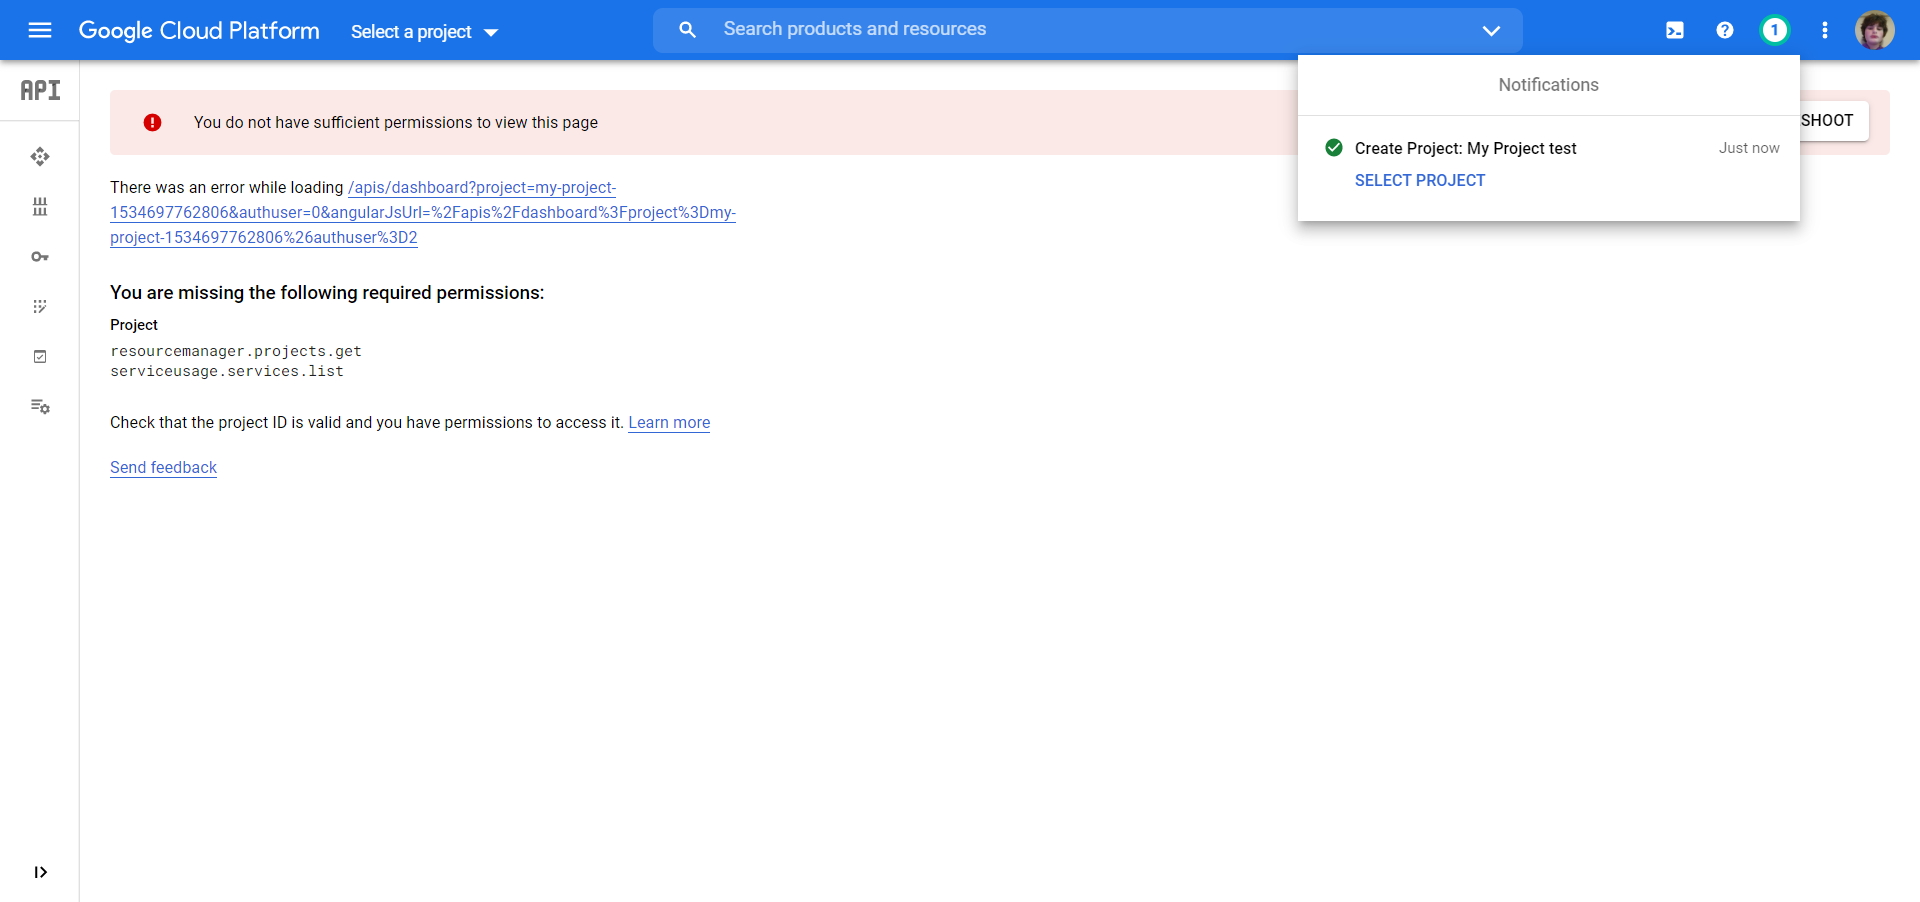 Google Cloud Platform
Select a project
Search products and resources
1
API
You do not have sufficient permissions to view this page
SHOOT
Notifications
Create Project: My Project test
Just now
SELECT PROJECT
There was an error while loading /apis/dashboard?project=my-project-
1534697762806&authuser=0&angularJsUrl=%2Fapis%2Fdashboard%3Fproject%3Dmy-
project-1534697762806%26authuser%3D2
You are missing the following required permissions:
Project
resourcemanager.projects.get
serviceusage.services.list
Check that the project ID is valid and you have permissions to access it. Learn more
Send feedback